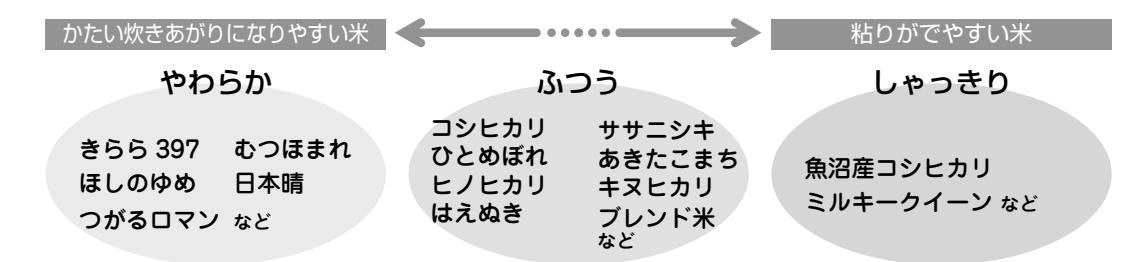 かたい炊きあがりになりやすい米
粘りがでやすい米
やわらか
きらら397 むつほまれ
ほしのゆめ 日本晴
つがるロマン など
ふつう
コシヒカリ ササニシキ
ひとめぼれ あきたこまち
ヒノヒカリ キヌヒカリ
はえぬき ブレンド米
など
しゃっきり
魚沼産コシヒカリ
ミルキークイーン など